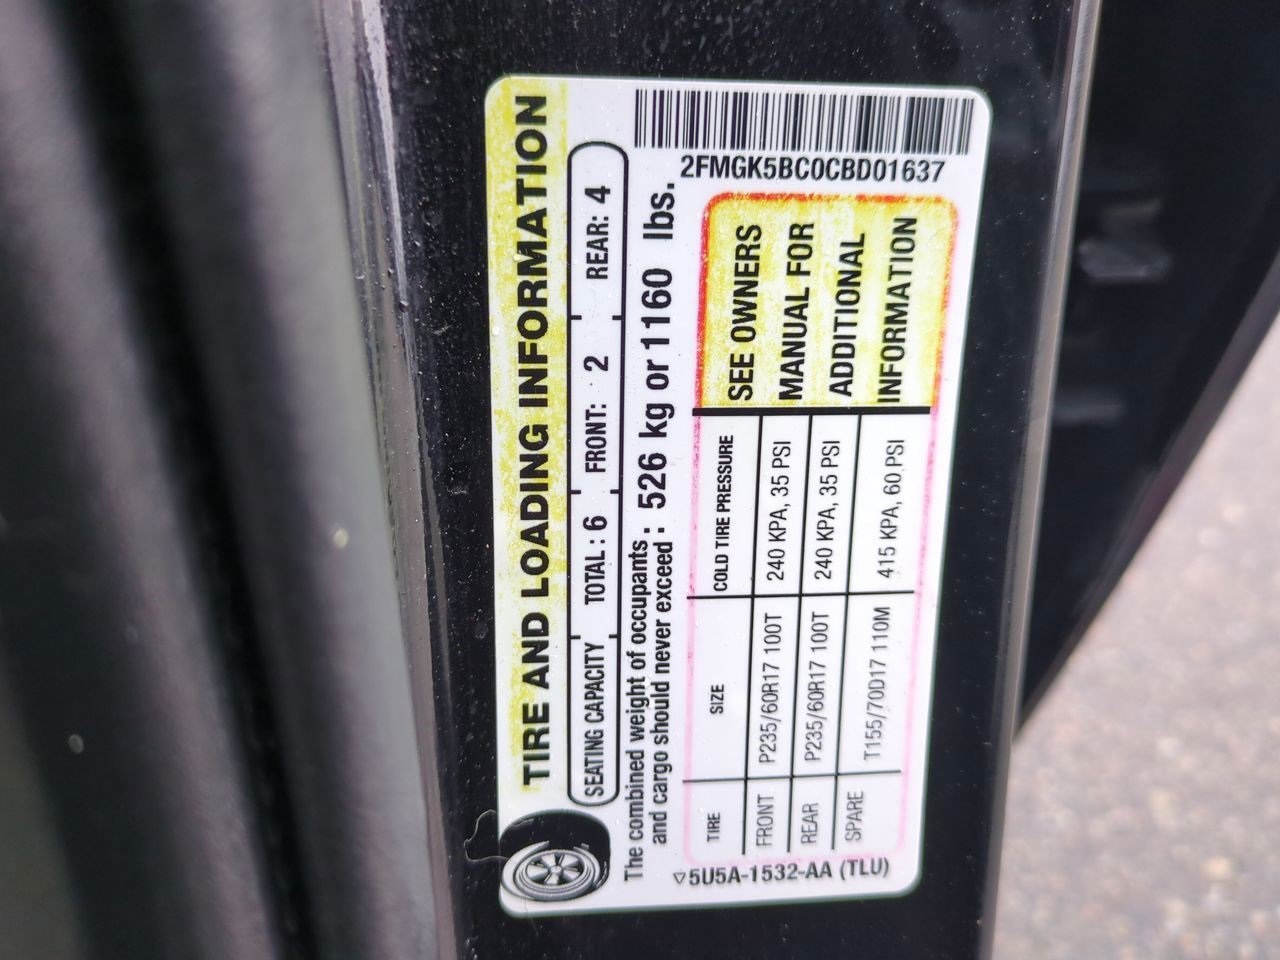 2FMGK5BC0CBD01637
TIRE AND LOADING INFORMATION
SEATING CAPACITY TOTAL : 6 FRONT: 2 REAR: 4
The combined weight of occupants
and cargo should never exceed : 526 kg or 1160 lbs.
TIRE SIZE COLD TIRE PRESSURE
FRONT P235/60R17 100T 240 KPA, 35 PSI
REAR P235/60R17 100T 240 KPA, 35 PSI
SPARE T155/70D17 110M 415 KPA, 60 PSI
SEE OWNERS
MANUAL FOR
ADDITIONAL
INFORMATION
5U5A-1532-AA (TLU)